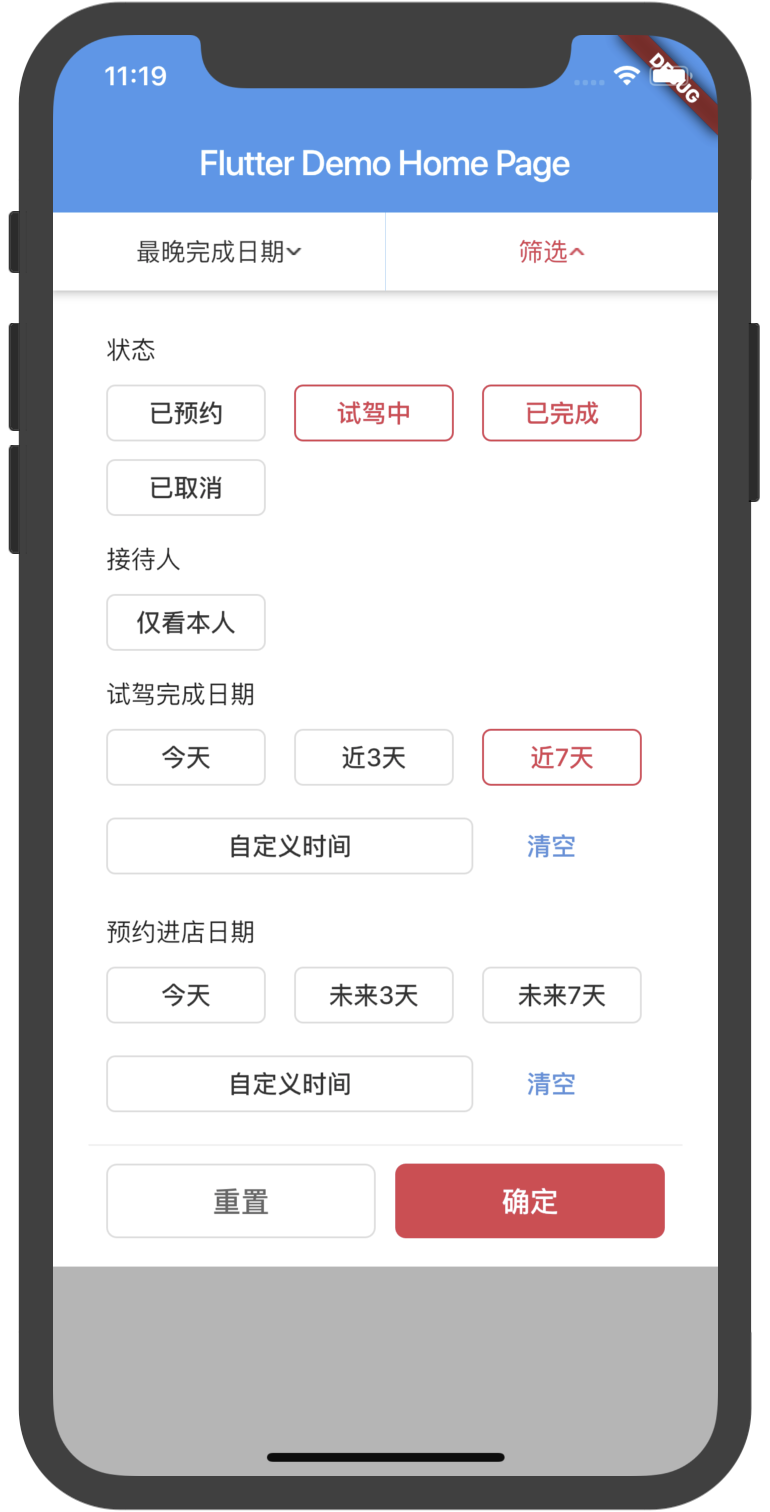 11:19
DEBUG
Flutter Demo Home Page
最晚完成日期 筛选
状态
已预约 试驾中 已完成
已取消
接待人
仅看本人
试驾完成日期
今天 近3天 近7天
自定义时间 清空
预约进店日期
今天 未来3天 未来7天
自定义时间 清空
重置 确定